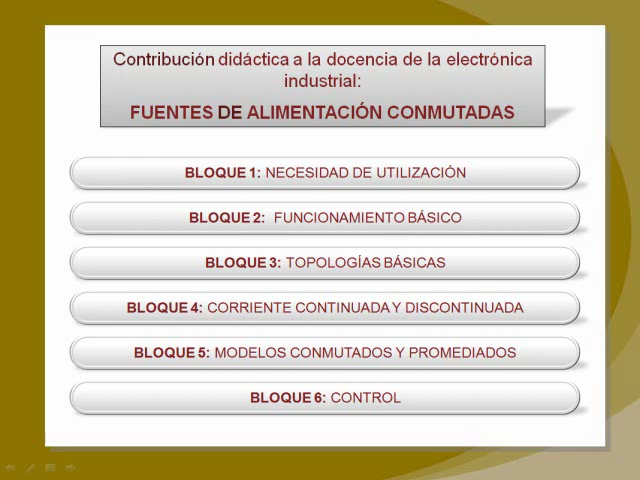 Contribución didáctica a la docencia de la electrónica
industrial:
FUENTES DE ALIMENTACIÓN CONMUTADAS
BLOQUE 1: NECESIDAD DE UTILIZACIÓN
BLOQUE 2: FUNCIONAMIENTO BÁSICO
BLOQUE 3: TOPOLOGÍAS BÁSICAS
BLOQUE 4: CORRIENTE CONTINUADA Y DISCONTINUADA
BLOQUE 5: MODELOS CONMUTADOS Y PROMEDIADOS
BLOQUE 6: CONTROL